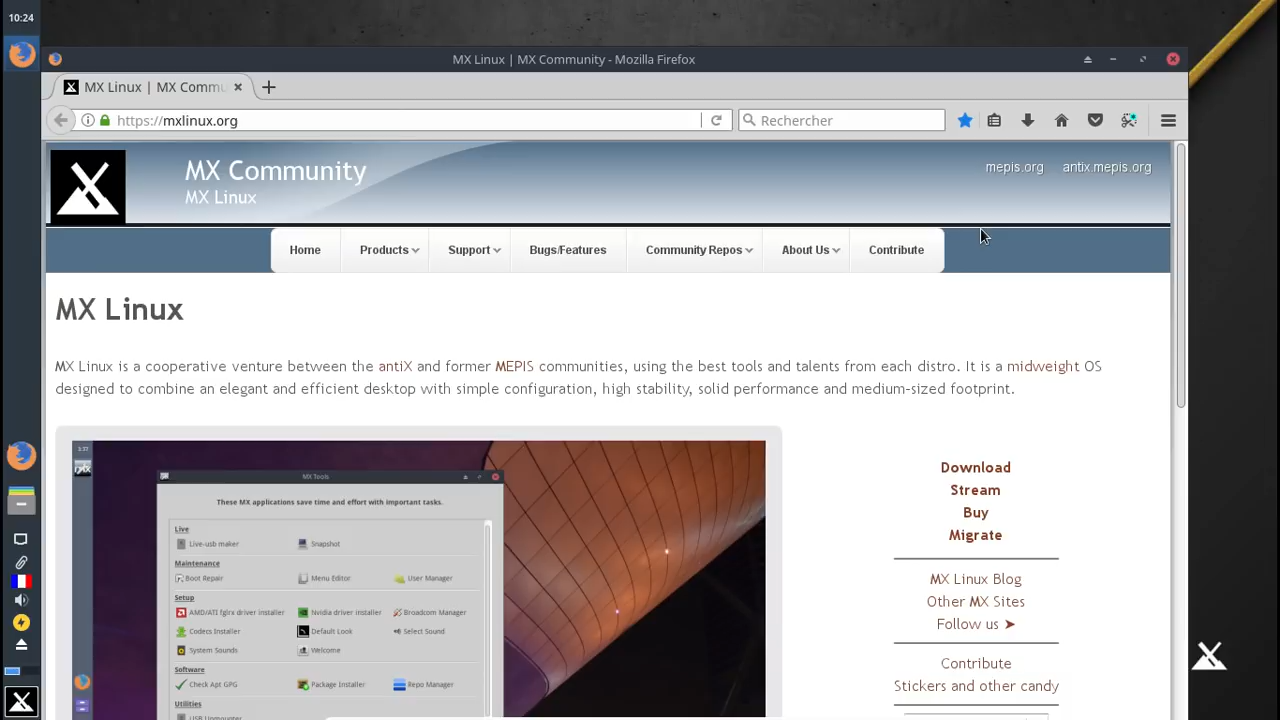 10:24
MX Linux | MX Community - Mozilla Firefox
MX Linux | MX Commu
https://mxlinux.org
Rechercher
MX Community
MX Linux
mepis.org antix.mepis.org
Home Products Support Bugs/Features Community Repos About Us Contribute
MX Linux
MX Linux is a cooperative venture between the antiX and former MEPIS communities, using the best tools and talents from each distro. It is a midweight OS
designed to combine an elegant and efficient desktop with simple configuration, high stability, solid performance and medium-sized footprint.
MX Tools
These MX applications save time and effort with important tasks.
Live
Live-usb maker Snapshot
Maintenance
Boot Repair Menu Editor User Manager
Setup
AMD/ATI fglrx driver installer Nvidia driver installer Broadcom Manager
Codecs Installer Default Look Select Sound
System Sounds Welcome
Software
Check Apt GPG Package Installer Repo Manager
Utilities
USB Unmounter
Download
Stream
Buy
Migrate
MX Linux Blog
Other MX Sites
Follow us ➤
Contribute
Stickers and other candy